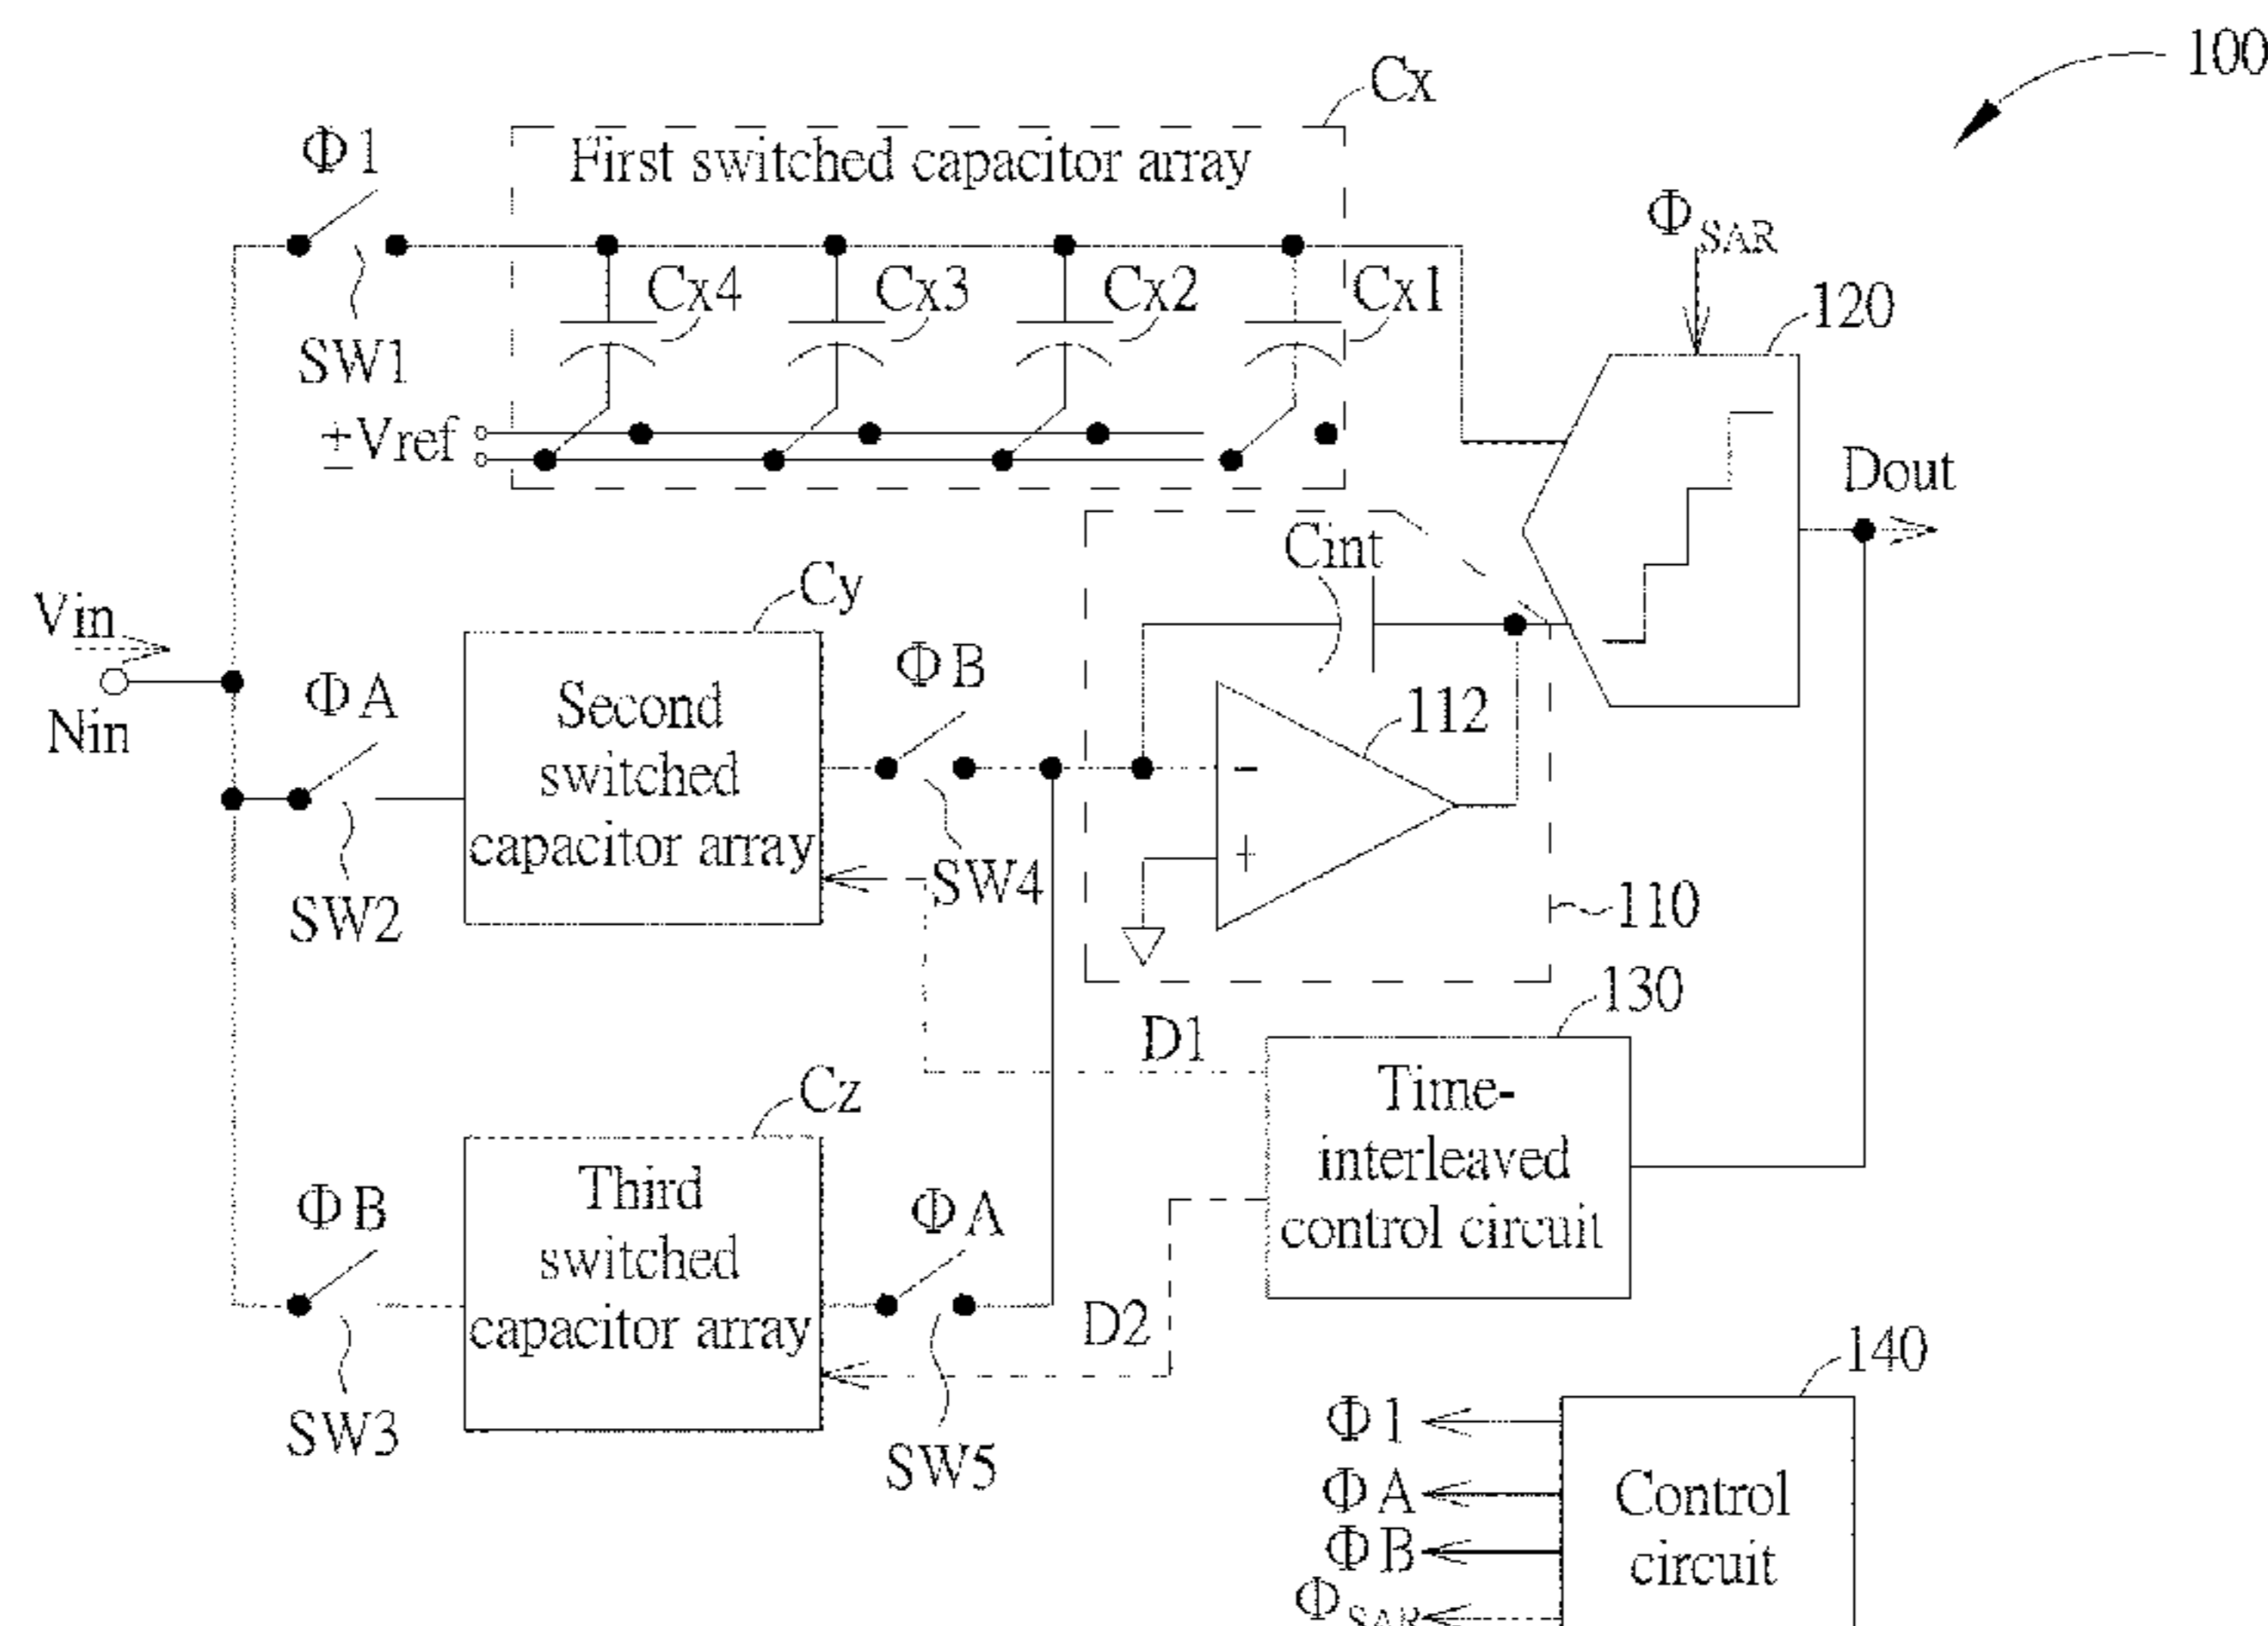 100
Cx
First switched capacitor array
Φ1
ΦSAR
Cx4
Cx3
Cx2
Cx1
120
SW1
±Vref
Dout
Cint
Cy
Vin
Nin
ΦA
Second
switched
capacitor array
ΦB
112
-
+
SW2
SW4
110
130
D1
Time-
interleaved
control circuit
Cz
ΦB
Third
switched
capacitor array
ΦA
D2
SW3
SW5
140
Φ1
ΦA
ΦB
ΦSAR
Control
circuit